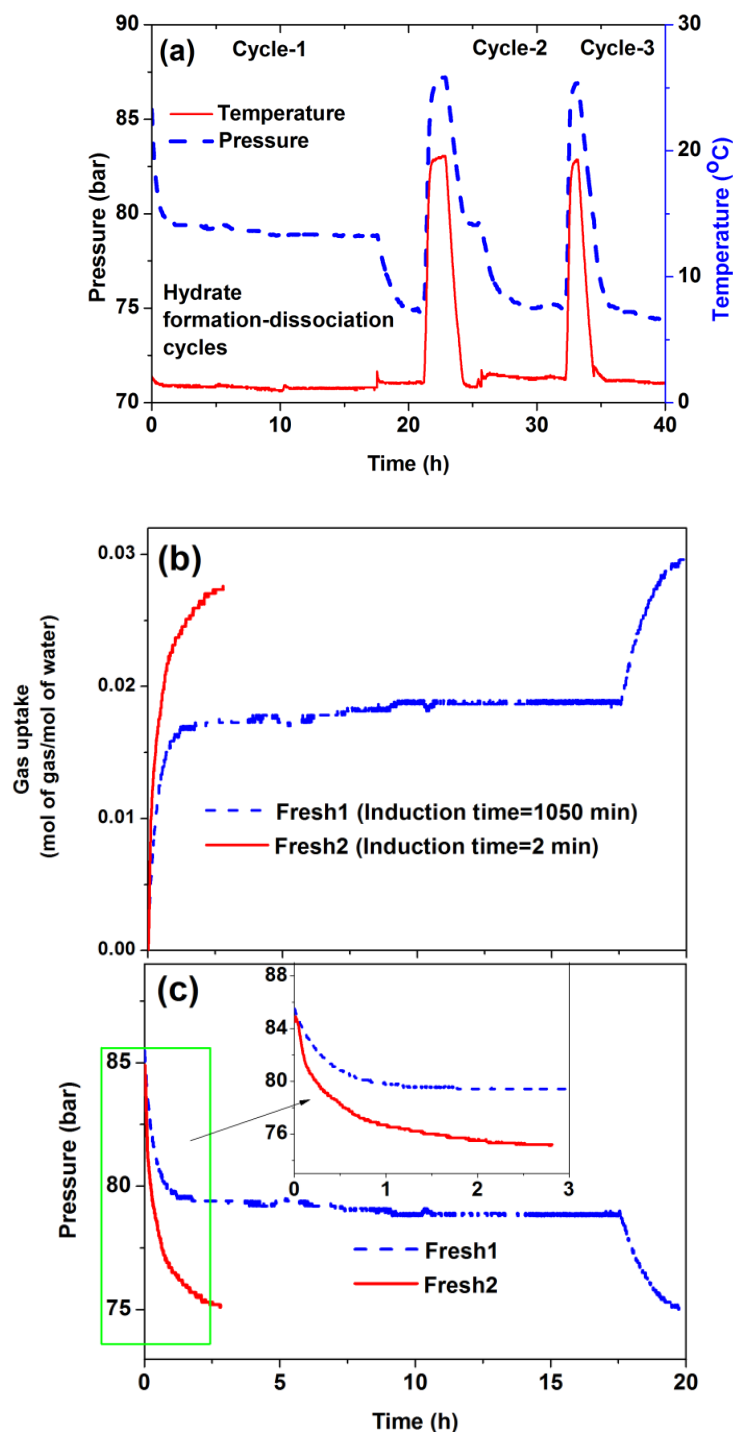 (a) Cycle-1 Cycle-2 Cycle-3
Temperature
Pressure
Hydrate
formation-dissociation
cycles
Pressure (bar)
90
85
80
75
70
Temperature (°C)
30
20
10
0
0 10 20 30 40
Time (h)
(b)
Gas uptake
(mol of gas/mol of water)
0.03
0.02
0.01
0.00
Fresh1 (Induction time=1050 min)
Fresh2 (Induction time=2 min)
(c)
Pressure (bar)
85
80
75
88
84
80
76
0 1 2 3
Fresh1
Fresh2
0 5 10 15 20
Time (h)